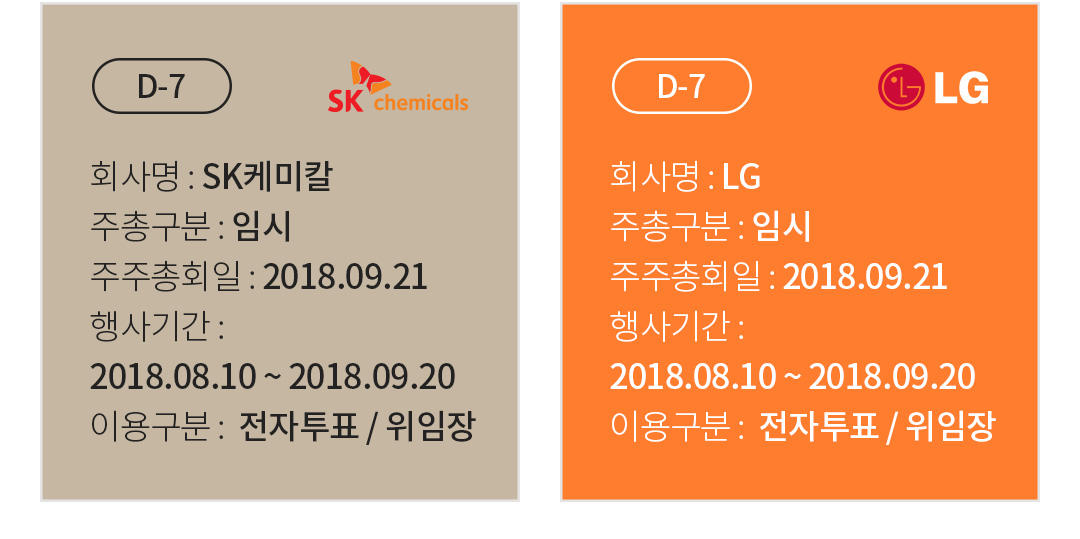 D-7
SK chemicals
회사명 : SK케미칼
주총구분 : 임시
주주총회일 : 2018.09.21
행사기간 :
2018.08.10 ~ 2018.09.20
이용구분 : 전자투표 / 위임장
D-7
LG
회사명 : LG
주총구분 : 임시
주주총회일 : 2018.09.21
행사기간 :
2018.08.10 ~ 2018.09.20
이용구분 : 전자투표 / 위임장